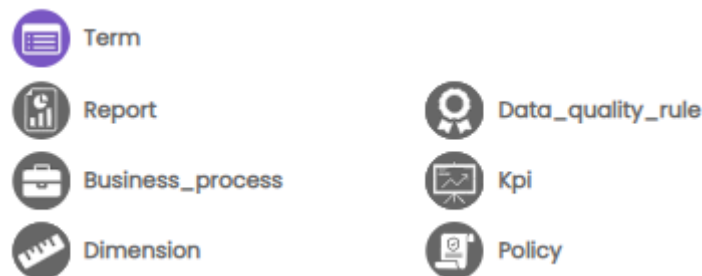 Term
Report
Data_quality_rule
Business_process
Kpi
Dimension
Policy